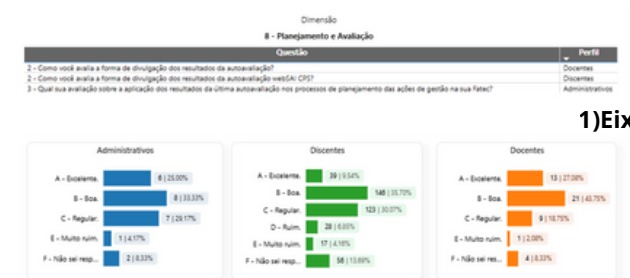 Dimensão
8 - Planejamento e Avaliação
Questão Perfil
2 - Como você avalia a forma de divulgação dos resultados da autoavaliação? Docentes
2 - Como você avalia a forma de divulgação dos resultados da autoavaliação webSAI CPS? Discentes
3 - Qual sua avaliação sobre a aplicação dos resultados da última autoavaliação nos processos de planejamento das ações de gestão na sua Fatec? Administrativos
1)Eix
Administrativos
A - Excelente. 6 | 25,00%
B - Boa. 8 | 33,33%
C - Regular. 7 | 29,17%
E - Muito ruim. 1 | 4,17%
F - Não sei resp... 2 | 8,33%
Discentes
A - Excelente. 39 | 9,54%
B - Boa. 146 | 35,70%
C - Regular. 123 | 30,07%
D - Ruim. 28 | 6,85%
E - Muito ruim. 17 | 4,16%
F - Não sei resp... 56 | 13,69%
Docentes
A - Excelente. 13 | 27,08%
B - Boa. 21 | 43,75%
C - Regular. 9 | 18,75%
E - Muito ruim. 1 | 2,08%
F - Não sei res... 4 | 8,33%